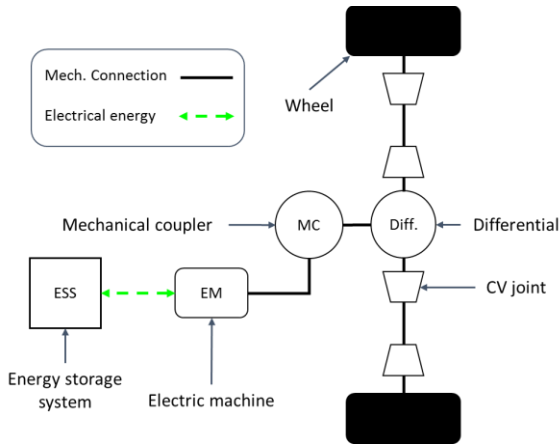 Mech. Connection
Electrical energy
Wheel
Mechanical coupler
MC
Diff.
Differential
ESS
EM
CV joint
Energy storage
system
Electric machine